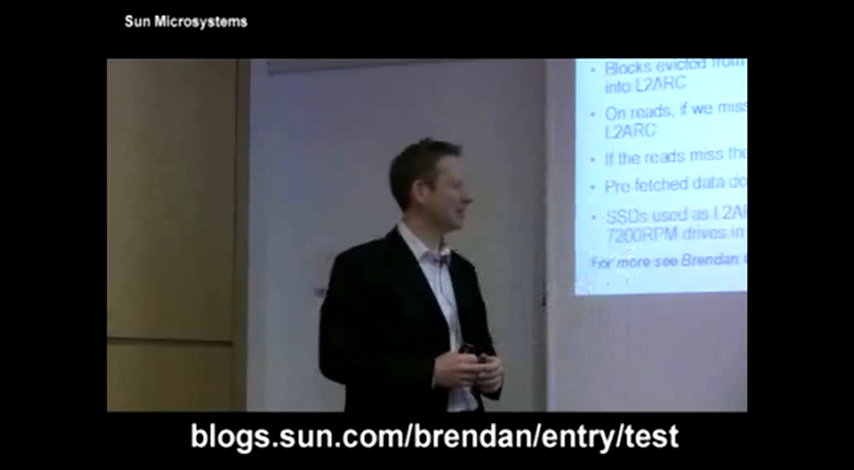 Sun Microsystems
• Blocks evicted from
into L2ARC
• On reads, if we miss
L2ARC
• If the reads miss the
• Pre-fetched data do
• SSDs used as L2AR
7200RPM drives in
For more see Brendan
blogs.sun.com/brendan/entry/test